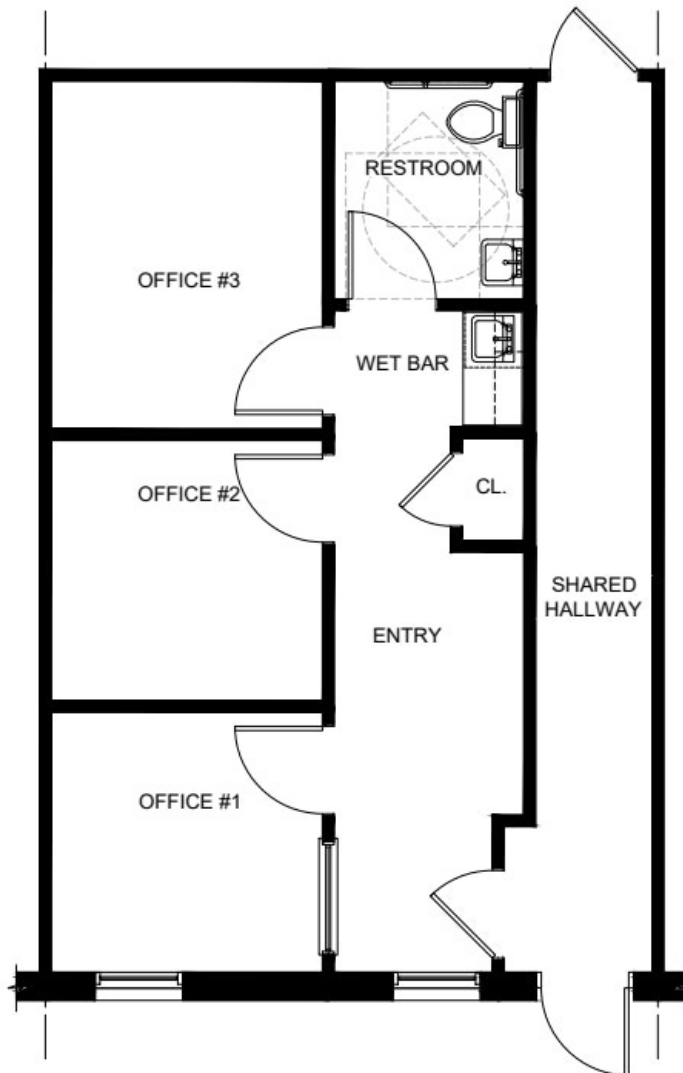 RESTROOM
OFFICE #3
WET BAR
OFFICE #2
CL.
SHARED
HALLWAY
ENTRY
OFFICE #1